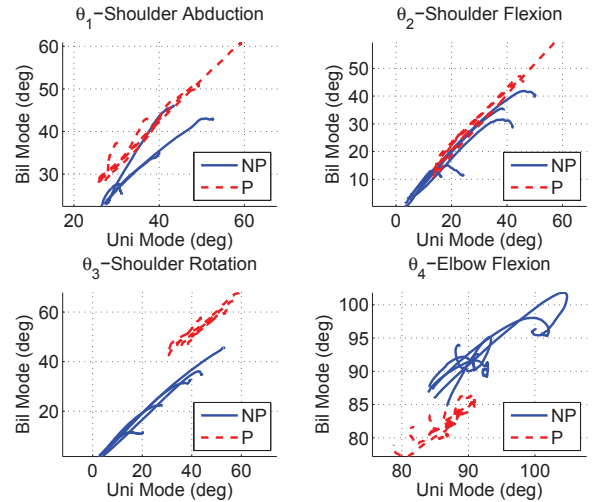 θ1−Shoulder Abduction
60
50
40
30
Bil Mode (deg)
20 40 60
Uni Mode (deg)
NP
P
θ2−Shoulder Flexion
50
40
30
20
10
Bil Mode (deg)
0 20 40 60
Uni Mode (deg)
NP
P
θ3−Shoulder Rotation
60
40
20
Bil Mode (deg)
0 20 40 60
Uni Mode (deg)
NP
P
θ4−Elbow Flexion
100
95
90
85
80
Bil Mode (deg)
80 90 100
Uni Mode (deg)
NP
P